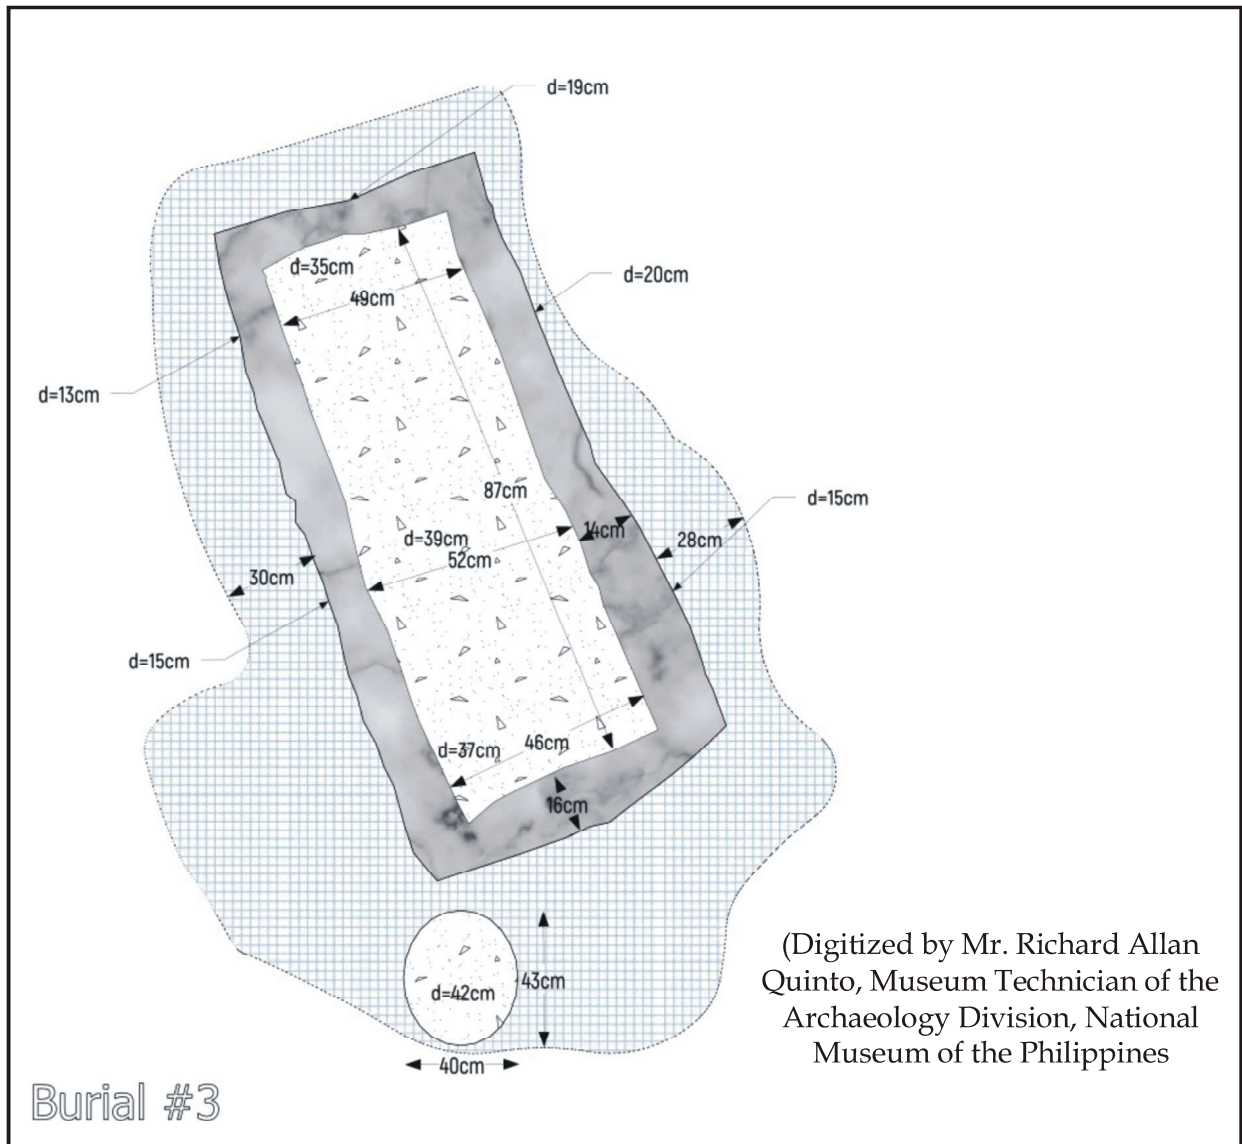 d=19cm
d=35cm
d=20cm
49cm
d=13cm
87cm
d=15cm
14cm
d=39cm
28cm
52cm
30cm
d=15cm
46cm
d=37cm
16cm
43cm
d=42cm
40cm
(Digitized by Mr. Richard Allan
Quinto, Museum Technician of the
Archaeology Division, National
Museum of the Philippines
Burial #3